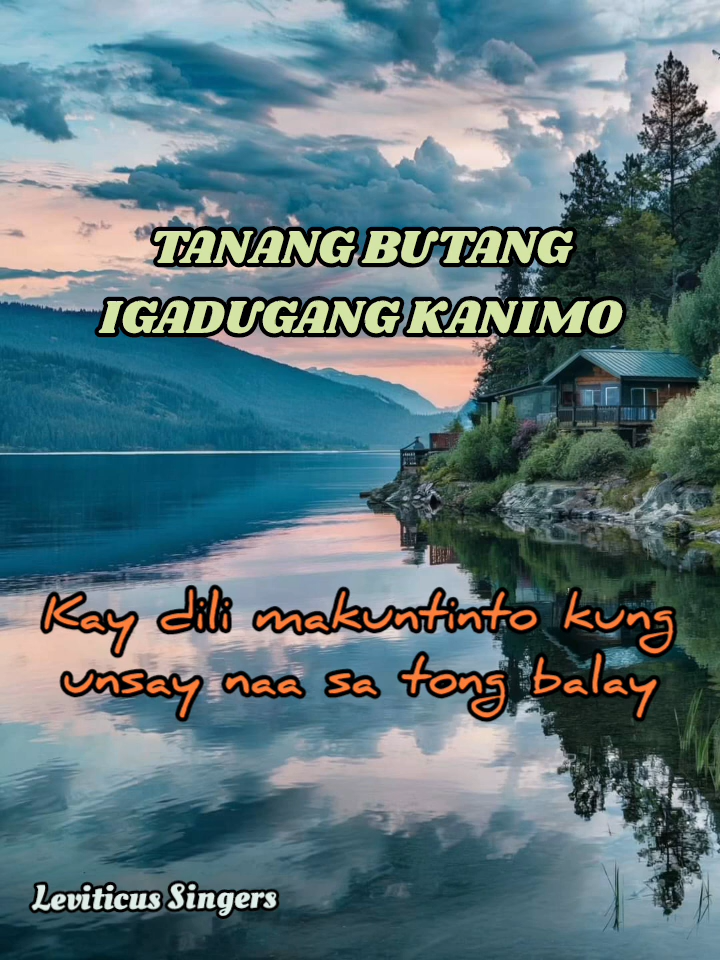 TANANG BUTANG
IGADUGANG KANIMO
Kay dili makuntinto kung
unsay naa sa tong balay
Leviticus Singers